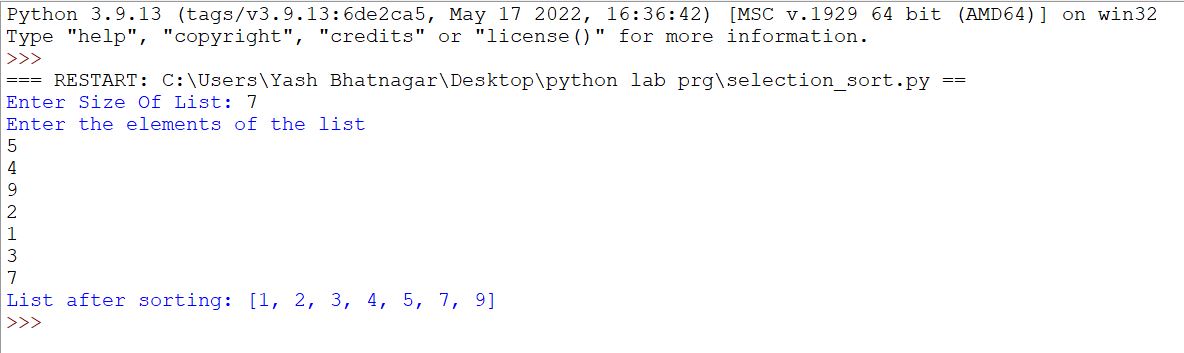 Python 3.9.13 (tags/v3.9.13:6de2ca5, May 17 2022, 16:36:42) [MSC v.1929 64 bit (AMD64)] on win32
Type "help", "copyright", "credits" or "license()" for more information.
>>>
=== RESTART: C:\Users\Yash Bhatnagar\Desktop\python lab prg\selection_sort.py ==
Enter Size Of List: 7
Enter the elements of the list
5
4
9
2
1
3
7
List after sorting: [1, 2, 3, 4, 5, 7, 9]
>>>